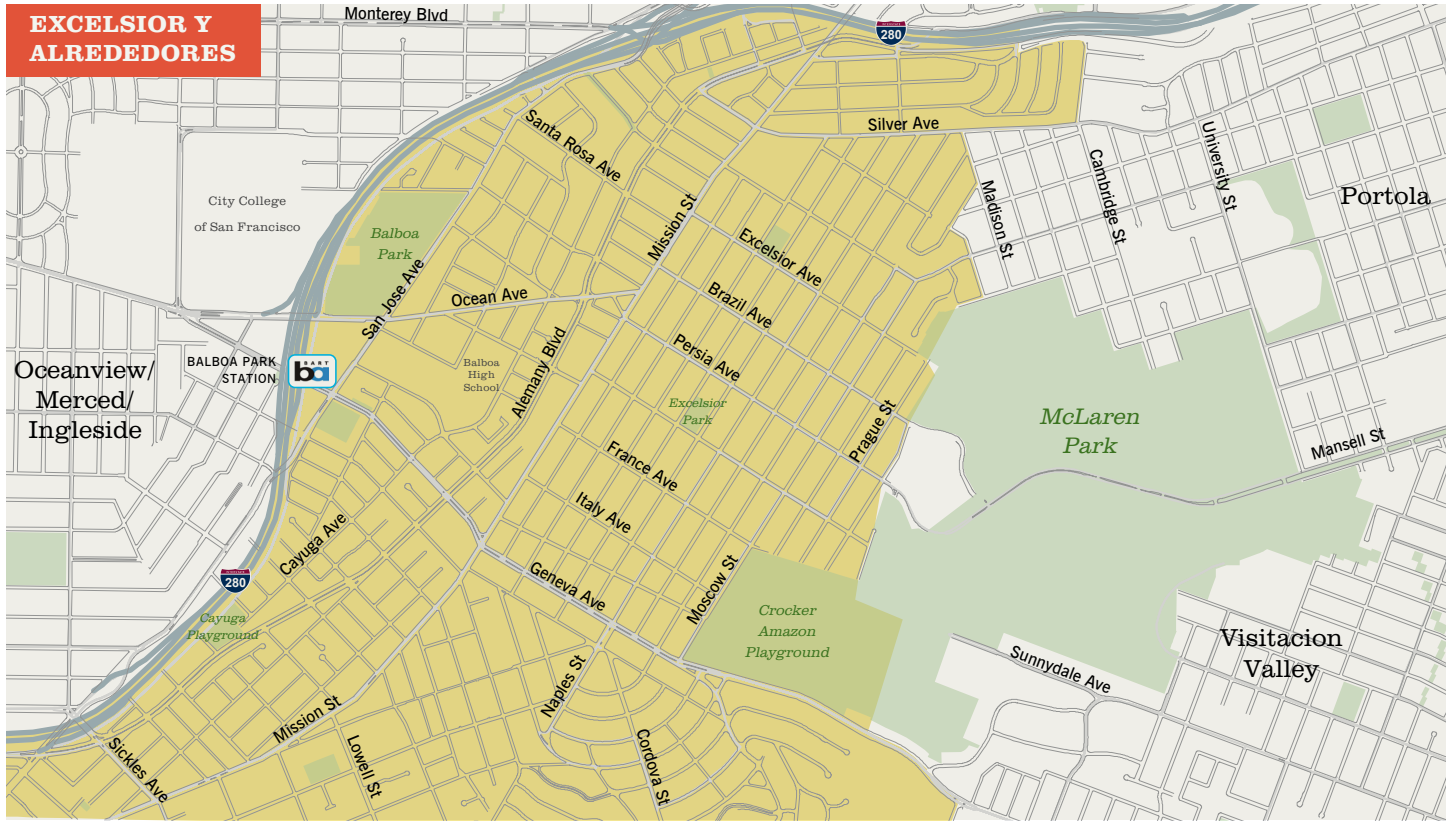 EXCELSIOR Y
ALREDEDORES
Monterey Blvd
280
Silver Ave
Santa Rosa Ave
University St
Cambridge St
Madison St
Portola
City College
of San Francisco
Balboa
Park
Mission St
Excelsior Ave
San Jose Ave
Ocean Ave
Brazil Ave
Persia Ave
Alemany Blvd
Balboa
High
School
BALBOA PARK
STATION
BART
ba
Oceanview/
Merced/
Ingleside
Excelsior
Park
Prague St
McLaren
Park
Mansell St
France Ave
Italy Ave
Cayuga Ave
280
Geneva Ave
Moscow St
Cayuga
Playground
Crocker
Amazon
Playground
Sunnydale Ave
Visitacion
Valley
Naples St
Mission St
Cordova St
Lowell St
Sickles Ave